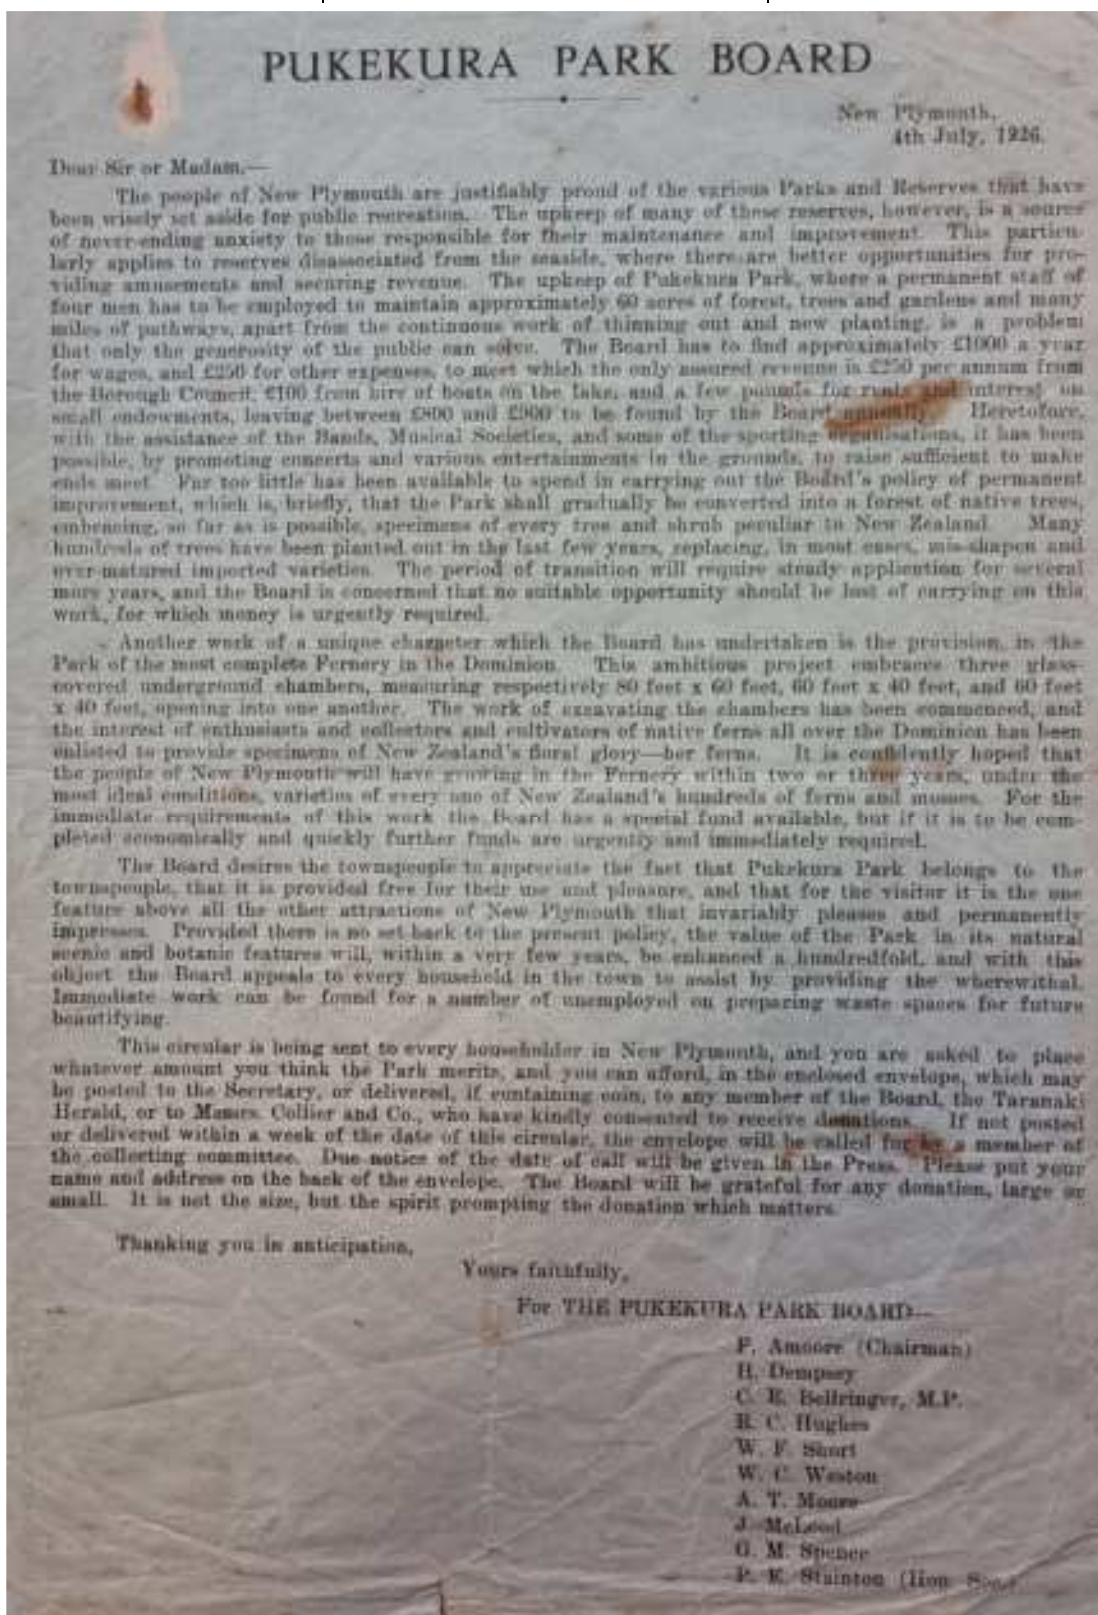 PUKEKURA PARK BOARD
New Plymouth,
4th July, 1926.
Dear Sir or Madam.—
The people of New Plymouth are justifiably proud of the various Parks and Reserves that have
been wisely set aside for public recreation. The upkeep of many of these reserves, however, is a source
of never-ending anxiety to those responsible for their maintenance and improvement. This particu-
larly applies to reserves disassociated from the seaside, where there are better opportunities for pro-
viding amusements and securing revenue. The upkeep of Pukekura Park, where a permanent staff of
four men has to be employed to maintain approximately 60 acres of forest, trees and gardens and many
miles of pathways, apart from the continuous work of thinning out and new planting, is a problem
that only the generosity of the public can solve. The Board has to find approximately £1000 a year
for wages, and £250 for other expenses, to meet which the only assured revenue is £250 per annum from
the Borough Council, £100 from hire of boats on the lake, and a few pounds for rents and interest on
small endowments, leaving between £800 and £900 to be found by the Board annually. Heretofore,
with the assistance of the Bands, Musical Societies, and some of the sporting organisations, it has been
possible, by promoting concerts and various entertainments in the grounds, to raise sufficient to make
ends meet. Far too little has been available to spend in carrying out the Board's policy of permanent
improvement, which is, briefly, that the Park shall gradually be converted into a forest of native trees,
embracing, so far as is possible, specimens of every tree and shrub peculiar to New Zealand. Many
hundreds of trees have been planted out in the last few years, replacing, in most cases, mis-shapen and
over-matured imported varieties. The period of transition will require steady application for several
more years, and the Board is concerned that no suitable opportunity should be lost of carrying on this
work, for which money is urgently required.
Another work of a unique character which the Board has undertaken is the provision, in the
Park of the most complete Fernery in the Dominion. This ambitious project embraces three glass-
covered underground chambers, measuring respectively 80 feet x 60 feet, 60 feet x 40 feet, and 60 feet
x 40 feet, opening into one another. The work of excavating the chambers has been commenced, and
the interest of enthusiasts and collectors and cultivators of native ferns all over the Dominion has been
enlisted to provide specimens of New Zealand's floral glory—her ferns. It is confidently hoped that
the people of New Plymouth will have growing in the Fernery within two or three years, under the
most ideal conditions, varieties of every one of New Zealand's hundreds of ferns and mosses. For the
immediate requirements of this work the Board has a special fund available, but if it is to be com-
pleted economically and quickly further funds are urgently and immediately required.
The Board desires the townspeople to appreciate the fact that Pukekura Park belongs to the
townspeople, that it is provided free for their use and pleasure, and that for the visitor it is the one
feature above all the other attractions of New Plymouth that invariably pleases and permanently
impresses. Provided there is no set-back to the present policy, the value of the Park in its natural
scenic and botanic features will, within a very few years, be enhanced a hundredfold, and with this
object the Board appeals to every household in the town to assist by providing the wherewithal.
Immediate work can be found for a number of unemployed on preparing waste spaces for future
beautifying.
This circular is being sent to every householder in New Plymouth, and you are asked to place
whatever amount you think the Park merits, and you can afford, in the enclosed envelope, which may
be posted to the Secretary, or delivered, if containing coin, to any member of the Board, the Taranaki
Herald, or to Messrs. Collier and Co., who have kindly consented to receive donations. If not posted
or delivered within a week of the date of this circular, the envelope will be called for by a member of
the collecting committee. Due notice of the date of call will be given in the Press. Please put your
name and address on the back of the envelope. The Board will be grateful for any donation, large or
small. It is not the size, but the spirit prompting the donation which matters.
Thanking you in anticipation,
Yours faithfully,
For THE PUKEKURA PARK BOARD—
F. Amoore (Chairman)
H. Dempsey
C. E. Bellringer, M.P.
R. C. Hughes
W. F. Short
W. C. Weston
A. T. Moore
J. McLeod
G. M. Spence
P. E. Stainton (Hon. Sec.)